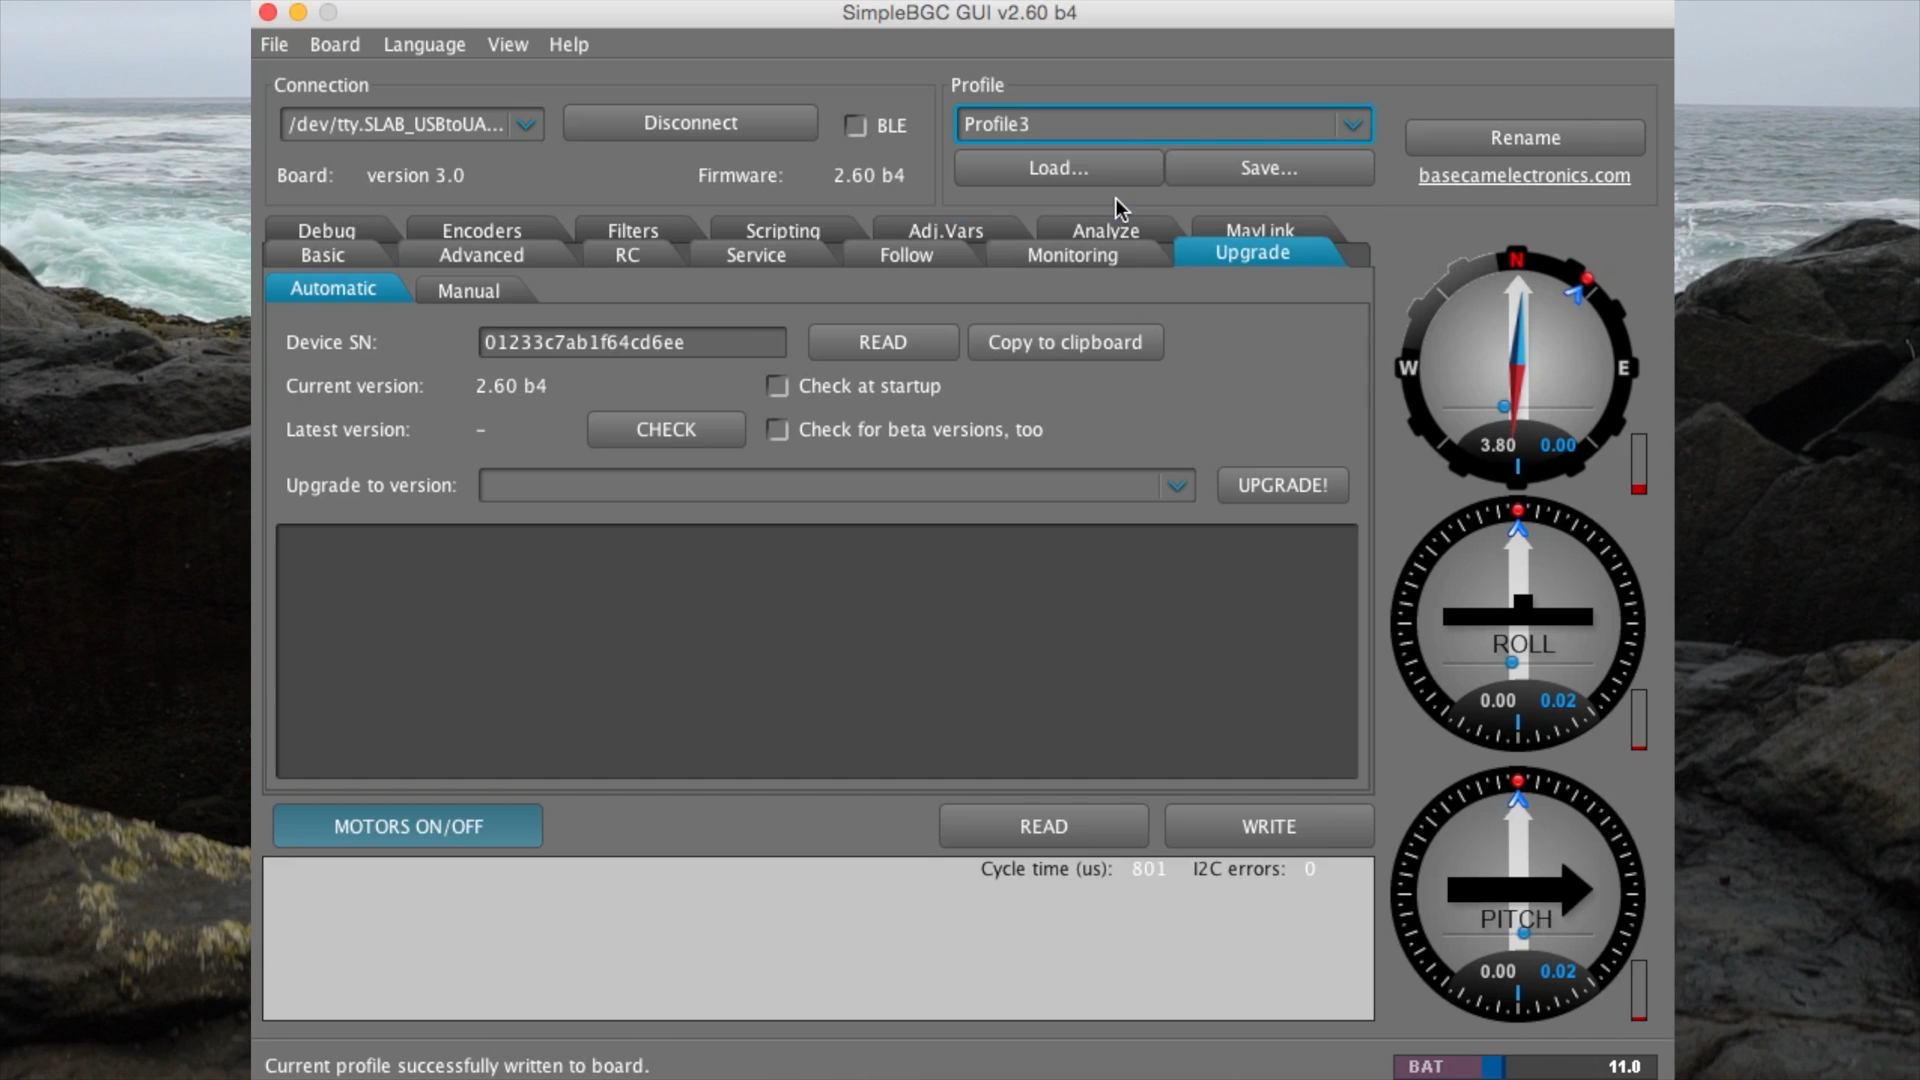 SimpleBGC GUI v2.60 b4
File Board Language View Help
Connection
/dev/tty.SLAB_USBtoUA...
Disconnect
BLE
Board: version 3.0
Firmware: 2.60 b4
Profile
Profile3
Load...
Save...
Rename
basecamelectronics.com
Debug Encoders Filters Scripting Adj.Vars Analyze MavLink
Basic Advanced RC Service Follow Monitoring Upgrade
Automatic Manual
Device SN: 01233c7ab1f64cd6ee READ Copy to clipboard
Current version: 2.60 b4 Check at startup
Latest version: – CHECK Check for beta versions, too
Upgrade to version: UPGRADE!
N
W E
3.80 0.00
ROLL
0.00 0.02
PITCH
0.00 0.02
MOTORS ON/OFF READ WRITE
Cycle time (us): 801 I2C errors: 0
Current profile successfully written to board.
BAT 11.0